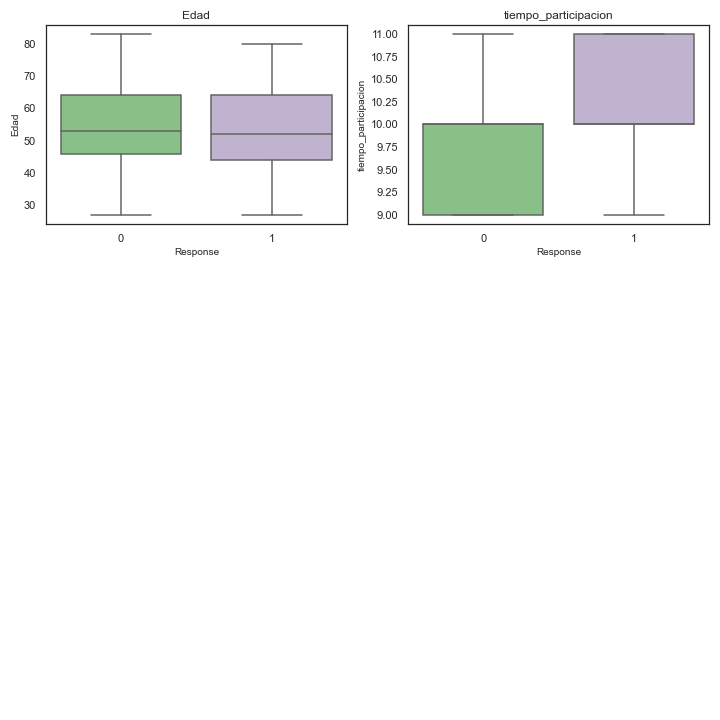 Edad
Edad
80
70
60
50
40
30
0 1
Response
tiempo_participacion
tiempo_participacion
11.00
10.75
10.50
10.25
10.00
9.75
9.50
9.25
9.00
0 1
Response